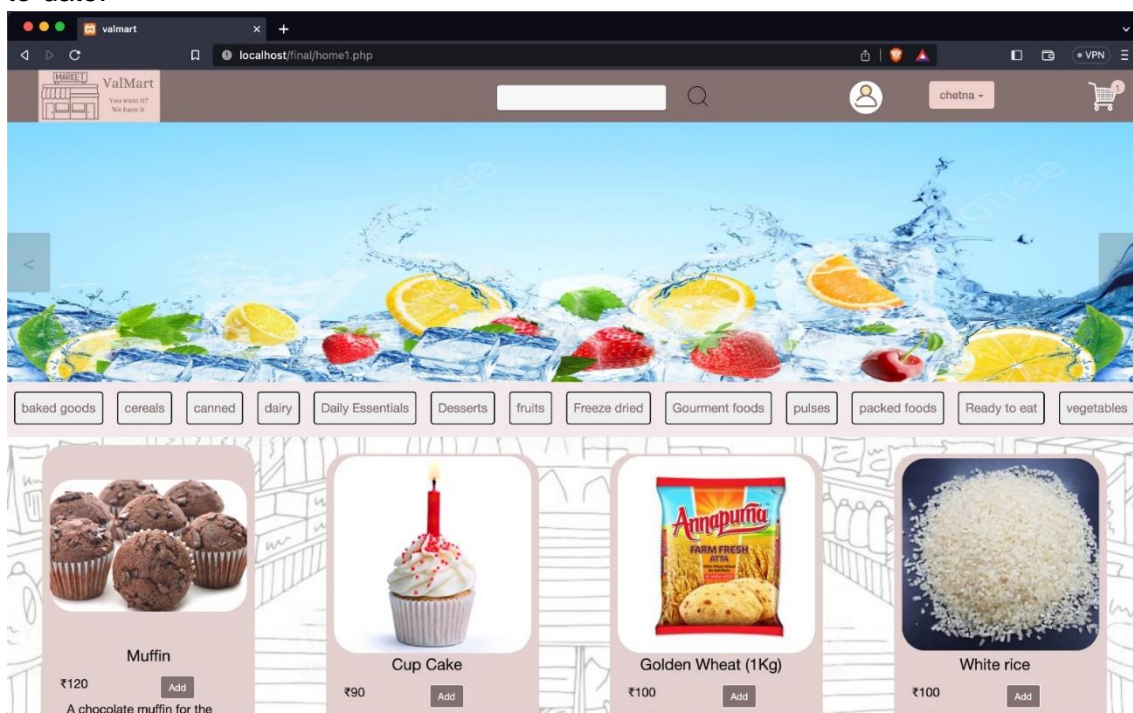 valmart
localhost/final/home1.php
VPN
MARKET
ValMart
You want it?
We have it
chetna
1
<
baked goods
cereals
canned
dairy
Daily Essentials
Desserts
fruits
Freeze dried
Gourment foods
pulses
packed foods
Ready to eat
vegetables
Annapurna
FARM FRESH
ATTA
Muffin
Cup Cake
Golden Wheat (1Kg)
White rice
₹120
Add
₹90
Add
₹100
Add
₹100
Add
A chocolate muffin for the